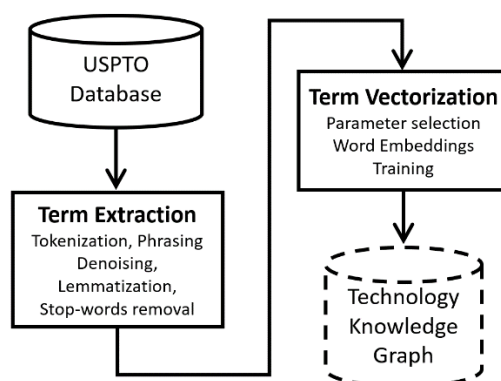 USPTO
Database
Term Extraction
Tokenization, Phrasing
Denoising,
Lemmatization,
Stop-words removal
Term Vectorization
Parameter selection
Word Embeddings
Training
Technology
Knowledge
Graph